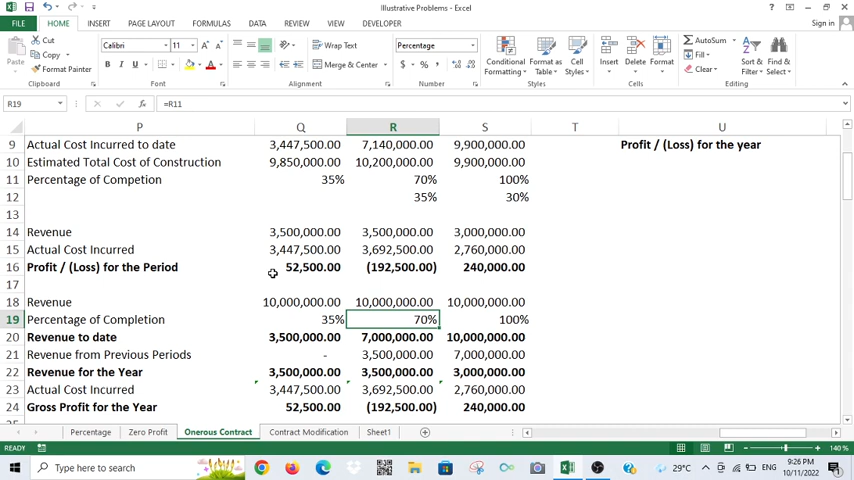 Illustrative Problems - Excel
Sign in
FILE HOME INSERT PAGE LAYOUT FORMULAS DATA REVIEW VIEW DEVELOPER
Paste
Cut
Copy
Format Painter
Clipboard
Calibri 11
B I U
Font
Wrap Text
Merge & Center
Alignment
Percentage
$ % ,
Number
Conditional Formatting
Format as Table
Cell Styles
Styles
Insert Delete Format
Cells
AutoSum
Fill
Clear
Sort & Filter
Find & Select
Editing
R19 fx =R11
P Q R S T U
9 Actual Cost Incurred to date 3,447,500.00 7,140,000.00 9,900,000.00 Profit / (Loss) for the year
10 Estimated Total Cost of Construction 9,850,000.00 10,200,000.00 9,900,000.00
11 Percentage of Competion 35% 70% 100%
12 35% 30%
13
14 Revenue 3,500,000.00 3,500,000.00 3,000,000.00
15 Actual Cost Incurred 3,447,500.00 3,692,500.00 2,760,000.00
16 Profit / (Loss) for the Period 52,500.00 (192,500.00) 240,000.00
17
18 Revenue 10,000,000.00 10,000,000.00 10,000,000.00
19 Percentage of Completion 35% 70% 100%
20 Revenue to date 3,500,000.00 7,000,000.00 10,000,000.00
21 Revenue from Previous Periods - 3,500,000.00 7,000,000.00
22 Revenue for the Year 3,500,000.00 3,500,000.00 3,000,000.00
23 Actual Cost Incurred 3,447,500.00 3,692,500.00 2,760,000.00
24 Gross Profit for the Year 52,500.00 (192,500.00) 240,000.00
Percentage Zero Profit Onerous Contract Contract Modification Sheet1
READY 140 %
Type here to search
29°C ENG
9:26 PM
10/11/2022